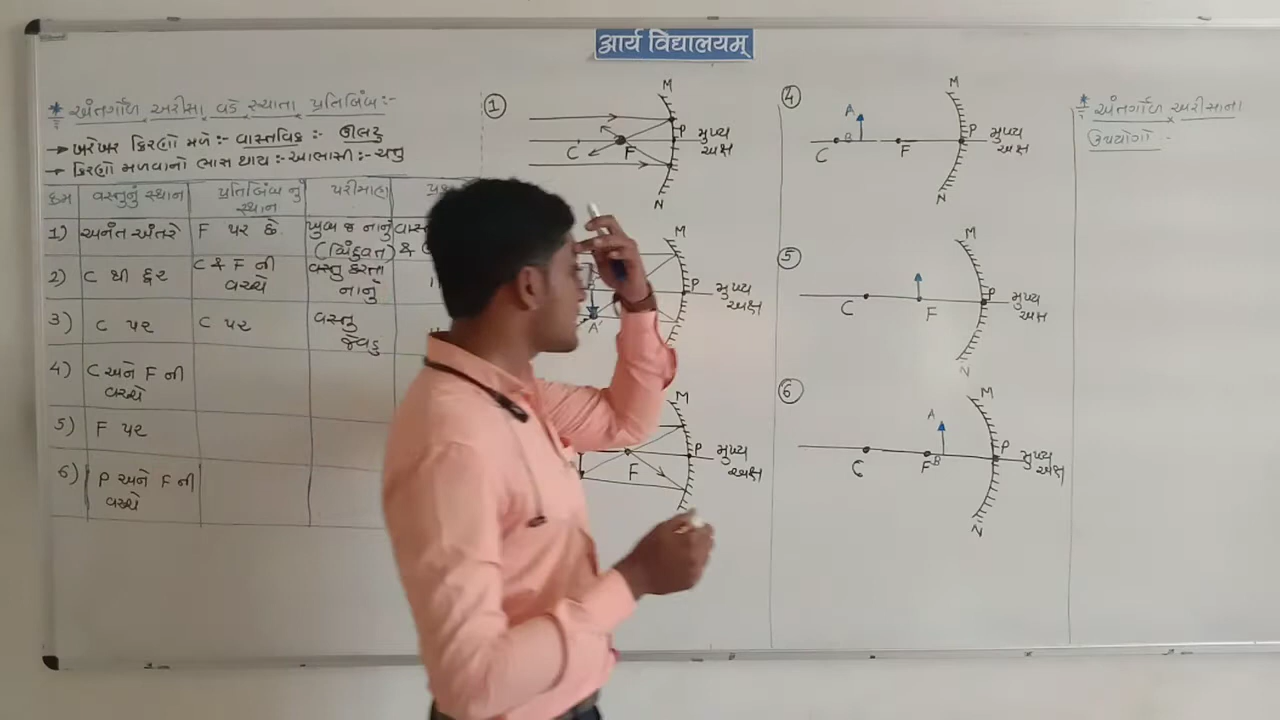 आर्य विद्यालयम्
* અંતર્ગોળ અરીસા વડે રચાતા પ્રતિબિંબ :-
→ ખરેખર કિરણો મળે :- વાસ્તવિક :- ઊલટુ
→ કિરણો મળવાનો ભાસ થાય :- આભાસી :- ચતુ
ક્રમ વસ્તુનું સ્થાન પ્રતિબિંબ નું સ્થાન પરીમાણ
1) અનંત અંતરે F પર છે. ખુબ જ નાનું (બિંદુવત) &
2) C થી દૂર C & F ની વચ્ચે વસ્તુ કરતા નાનું
3) C પર C પર વસ્તુ જેવડુ
4) C અને F ની વચ્ચે
5) F પર
6) P અને F ની વચ્ચે
1
M
C F P મુખ્ય અક્ષ
N
M
P મુખ્ય અક્ષ
A'
M
F P મુખ્ય અક્ષ
4
M
A
C B F P મુખ્ય અક્ષ
N
5
M
C F P મુખ્ય અક્ષ
N
6
M
A
C F B P મુખ્ય અક્ષ
N
* અંતર્ગોળ અરીસાના
ઉપયોગો :-